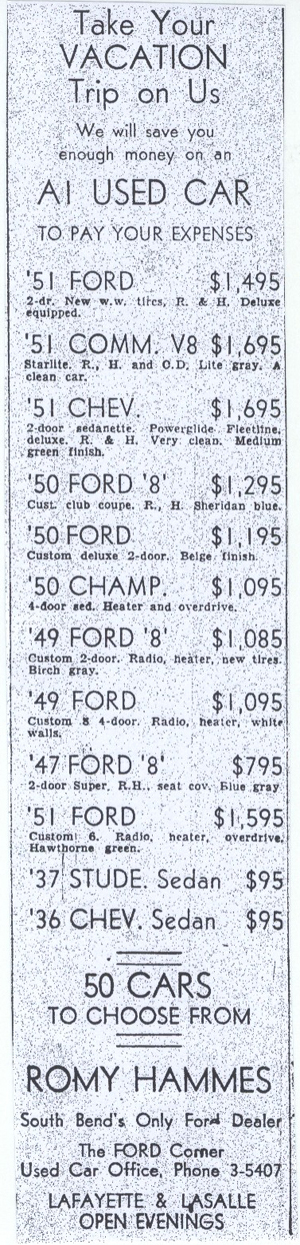 Take Your
VACATION
Trip on Us
We will save you
enough money on an
A1 USED CAR
TO PAY YOUR EXPENSES
'51 FORD $1,495
2-dr. New w.w. tires, R. & H. Deluxe
equipped.
'51 COMM. V8 $1,695
Starlite. R., H. and O.D. Lite gray. A
clean car.
'51 CHEV. $1,695
2-door sedanette. Powerglide Fleetline,
deluxe. R. & H. Very clean. Medium
green finish.
'50 FORD '8' $1,295
Cust. club coupe. R., H. Sheridan blue.
'50 FORD $1,195
Custom deluxe 2-door. Beige finish.
'50 CHAMP. $1,095
4-door sed. Heater and overdrive.
'49 FORD '8' $1,085
Custom 2-door. Radio, heater, new tires.
Birch gray.
'49 FORD $1,095
Custom 8 4-door. Radio, heater, white
walls.
'47 FORD '8' $795
2-door Super. R.H., seat cov. Blue gray
'51 FORD $1,595
Custom 6. Radio, heater, overdrive.
Hawthorne green.
'37 STUDE. Sedan $95
'36 CHEV. Sedan $95
50 CARS
TO CHOOSE FROM
ROMY HAMMES
South Bend's Only Ford Dealer
The FORD Corner
Used Car Office, Phone 3-5407
LAFAYETTE & LASALLE
OPEN EVENINGS